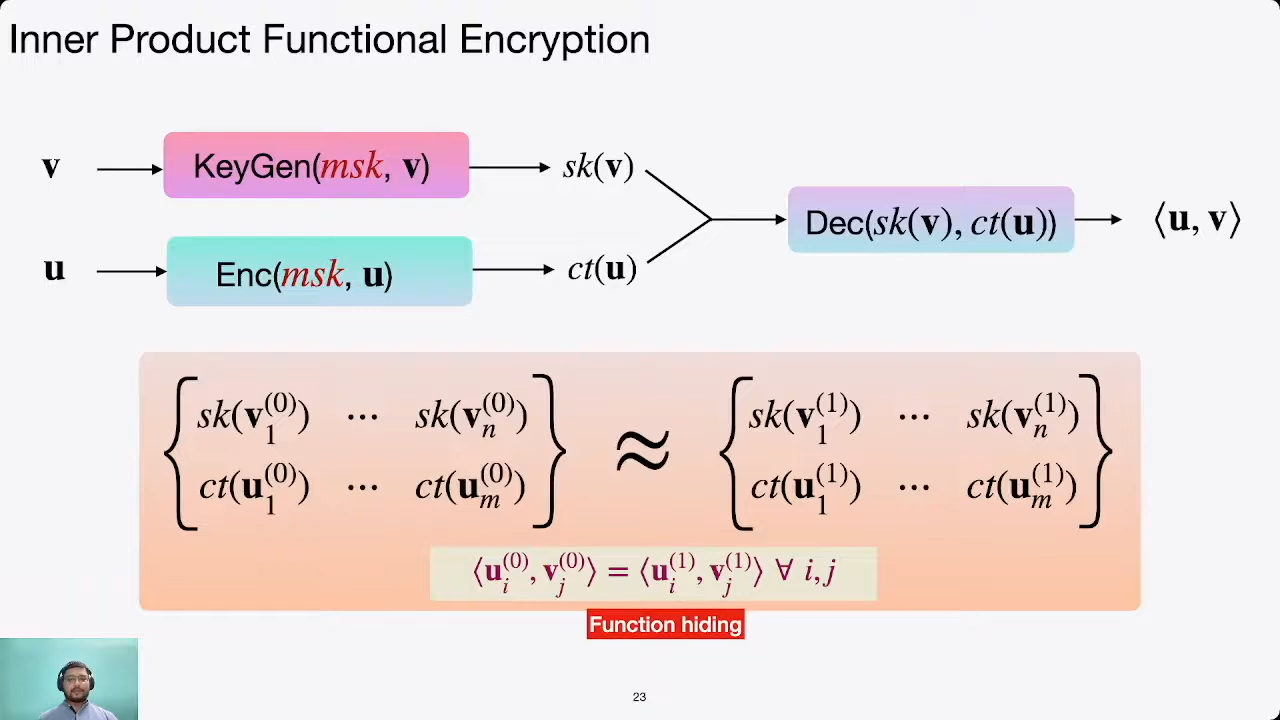 Inner Product Functional Encryption
v → KeyGen(msk, v) → sk(v)
Dec(sk(v), ct(u)) → ⟨u, v⟩
u → Enc(msk, u) → ct(u)
{ sk(v₁⁽⁰⁾) ⋯ sk(vₙ⁽⁰⁾) } ≈ { sk(v₁⁽¹⁾) ⋯ sk(vₙ⁽¹⁾) }
{ ct(u₁⁽⁰⁾) ⋯ ct(uₘ⁽⁰⁾) } { ct(u₁⁽¹⁾) ⋯ ct(uₘ⁽¹⁾) }
⟨uᵢ⁽⁰⁾, vⱼ⁽⁰⁾⟩ = ⟨uᵢ⁽¹⁾, vⱼ⁽¹⁾⟩ ∀ i,j
Function hiding
23